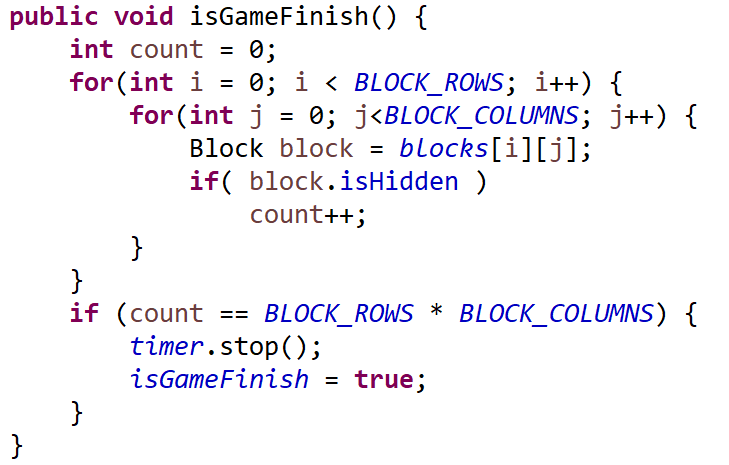 public void isGameFinish() {
    int count = 0;
    for(int i = 0; i < BLOCK_ROWS; i++) {
        for(int j = 0; j<BLOCK_COLUMNS; j++) {
            Block block = blocks[i][j];
            if( block.isHidden )
                count++;
        }
    }
    if (count == BLOCK_ROWS * BLOCK_COLUMNS) {
        timer.stop();
        isGameFinish = true;
    }
}